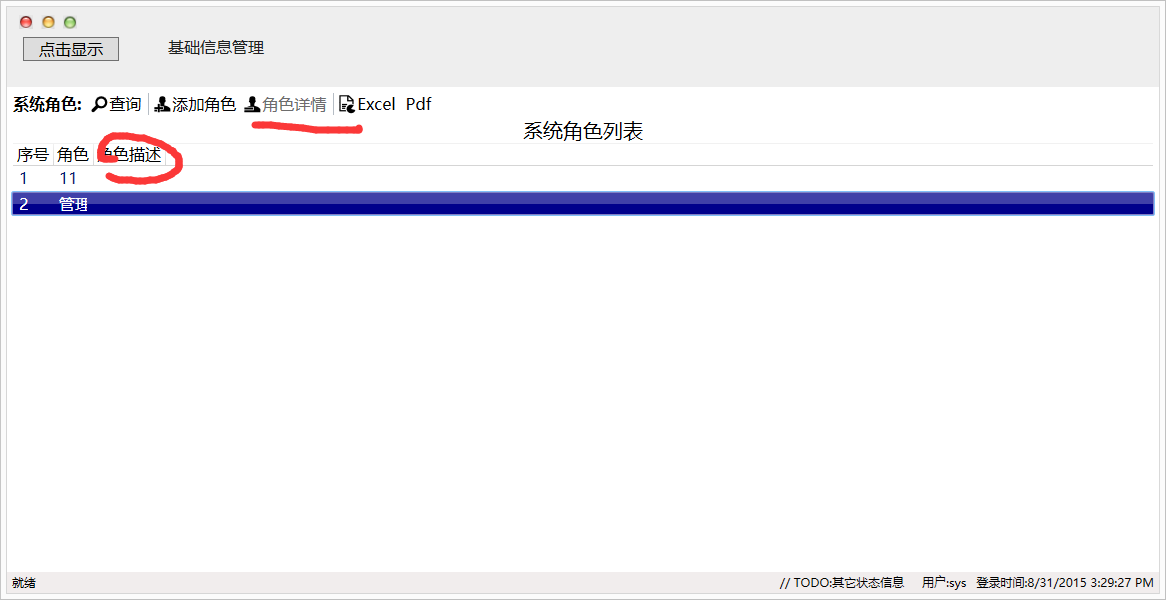 点击显示 基础信息管理
系统角色: 查询 添加角色 角色详情 Excel Pdf
系统角色列表
序号 角色 角色描述
1 11
2 管理
就绪 // TODO:其它状态信息 用户:sys 登录时间:8/31/2015 3:29:27 PM